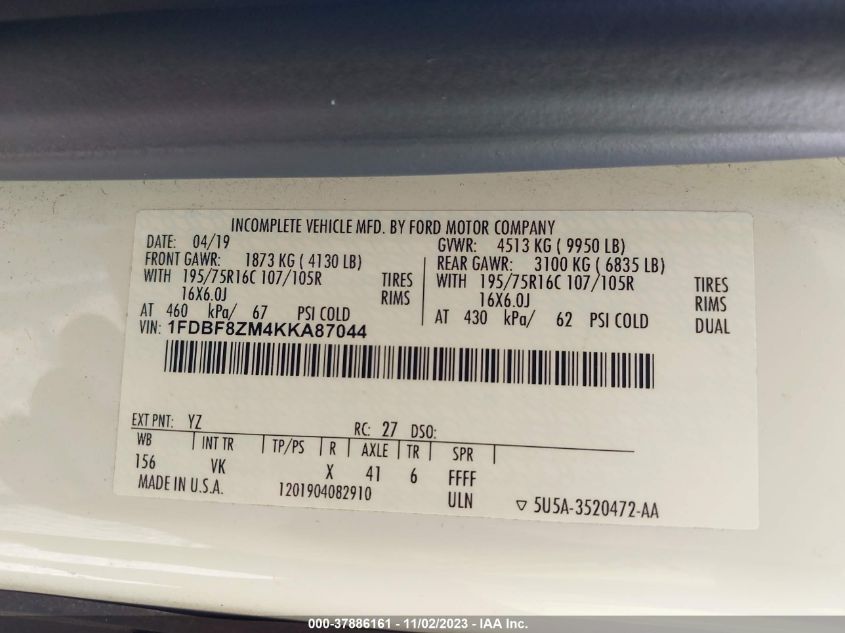 INCOMPLETE VEHICLE MFD. BY FORD MOTOR COMPANY
DATE: 04/19 GVWR: 4513 KG ( 9950 LB)
FRONT GAWR: 1873 KG ( 4130 LB) REAR GAWR: 3100 KG ( 6835 LB)
WITH 195/75R16C 107/105R TIRES WITH 195/75R16C 107/105R TIRES
16X6.0J RIMS 16X6.0J RIMS
AT 460 kPa/ 67 PSI COLD AT 430 kPa/ 62 PSI COLD DUAL
VIN: 1FDBF8ZM4KKA87044
EXT PNT: YZ RC: 27 DSO:
WB INT TR TP/PS R AXLE TR SPR
156 VK X 41 6 FFFF
MADE IN U.S.A. 1201904082910 ULN ▽ 5U5A-3520472-AA
000-37886161 - 11/02/2023 - IAA Inc.